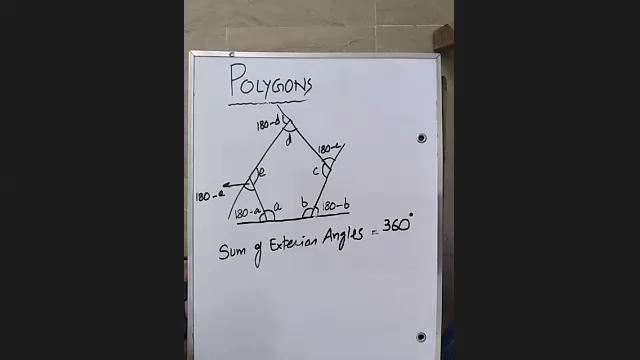 POLYGONS
180-d
d
180-c
c
e
180-e
180-a
a
b
180-b
Sum of Exterior Angles = 360°